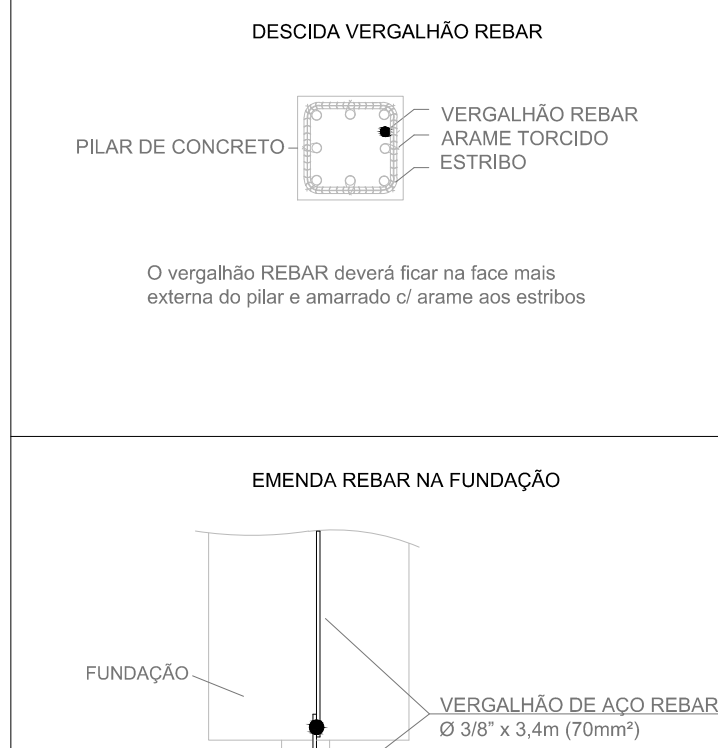 DESCIDA VERGALHÃO REBAR
PILAR DE CONCRETO
VERGALHÃO REBAR
ARAME TORCIDO
ESTRIBO
O vergalhão REBAR deverá ficar na face mais
externa do pilar e amarrado c/ arame aos estribos
EMENDA REBAR NA FUNDAÇÃO
FUNDAÇÃO
VERGALHÃO DE AÇO REBAR
Ø 3/8" x 3,4m (70mm²)